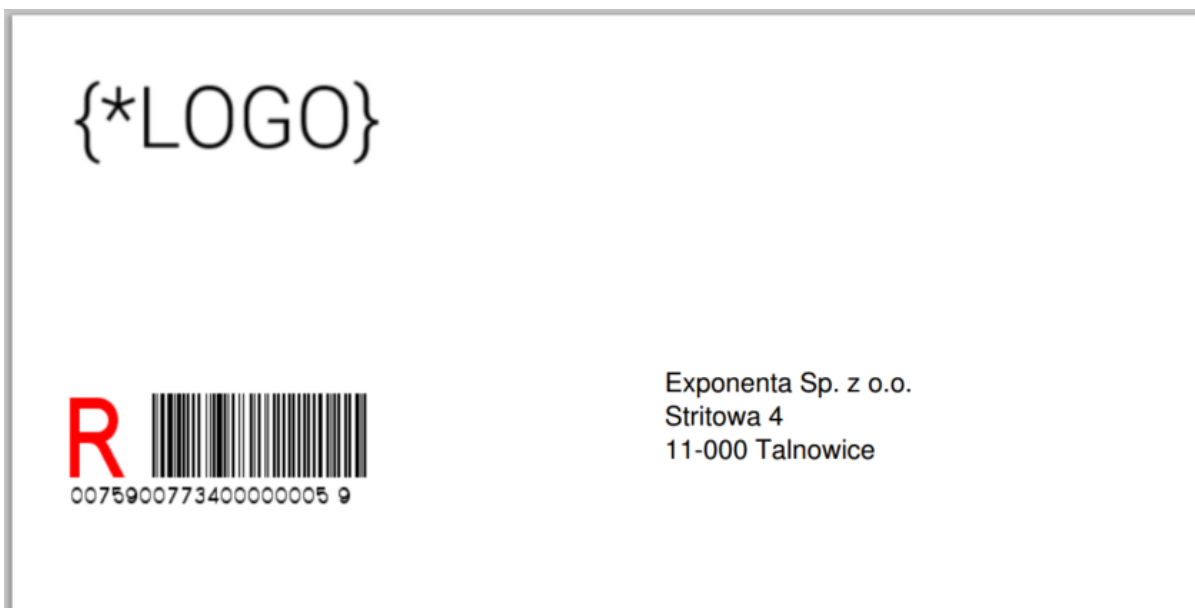 {*LOGO}
R
00759007734000000005 9
Exponenta Sp. z o.o.
Stritowa 4
11-000 Talnowice